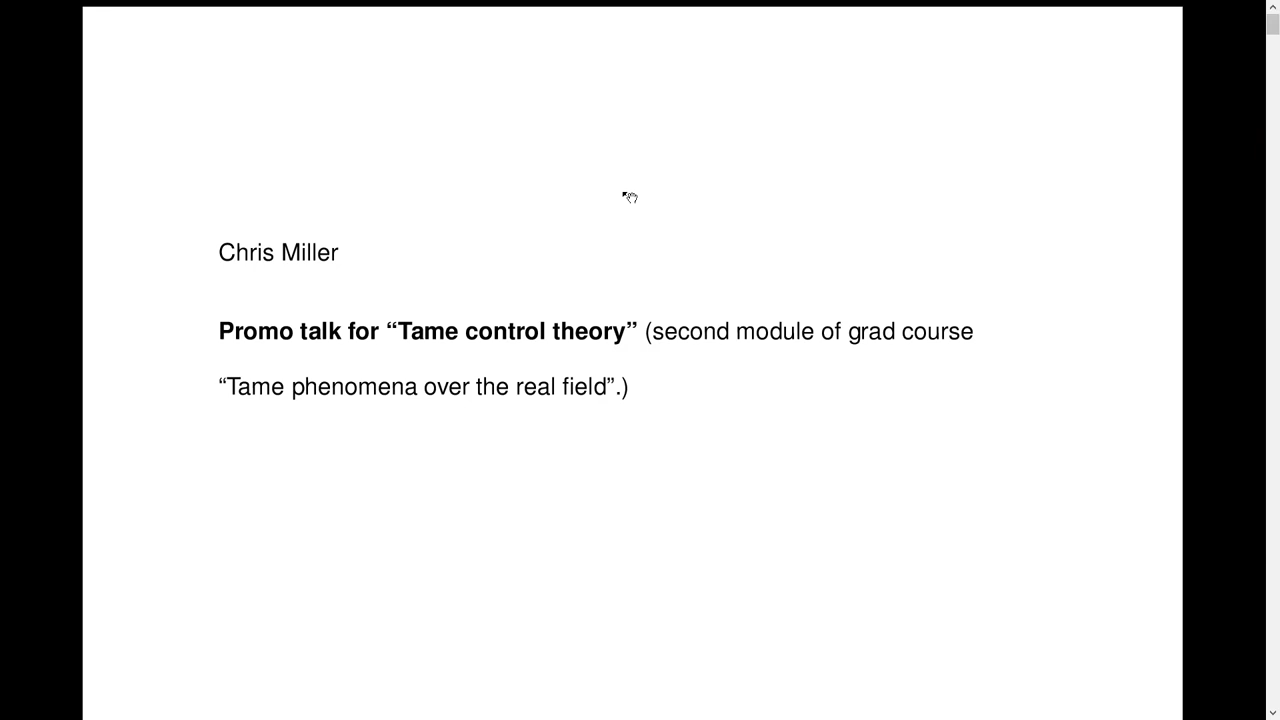 Chris Miller
Promo talk for “Tame control theory” (second module of grad course
“Tame phenomena over the real field”.)